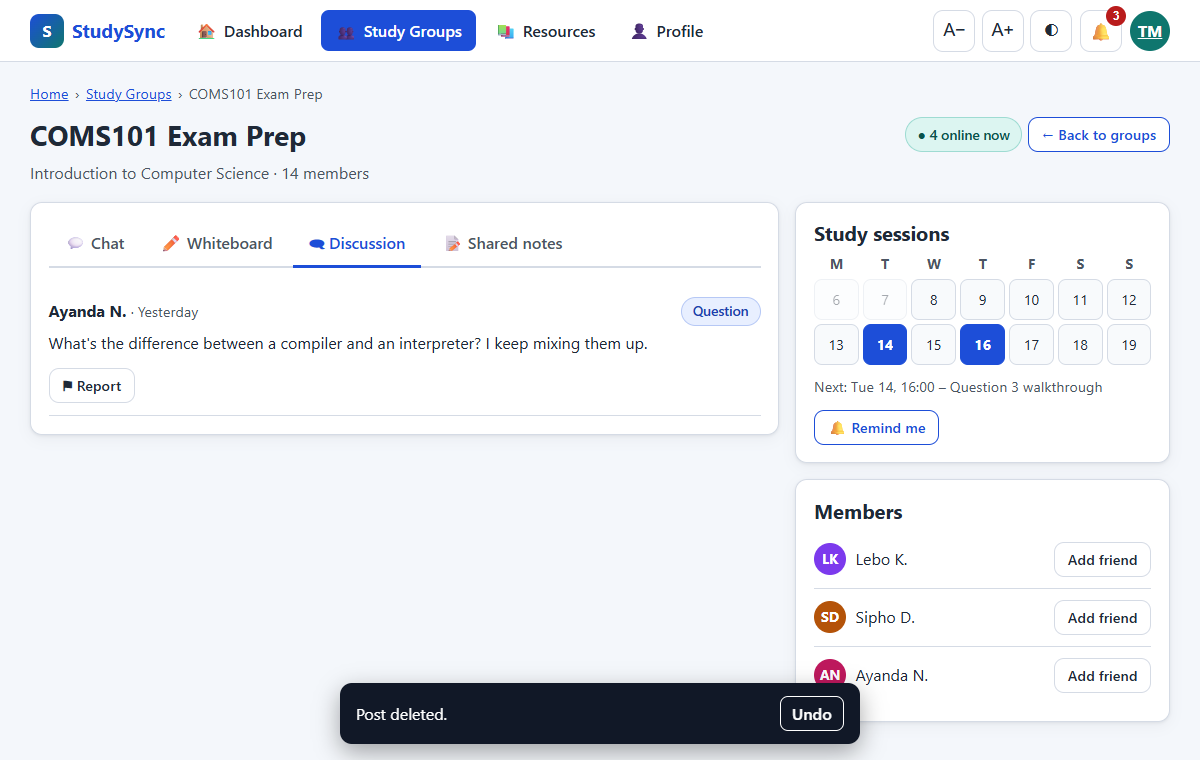 S StudySync Dashboard Study Groups Resources Profile A− A+ 3 TM
Home › Study Groups › COMS101 Exam Prep
COMS101 Exam Prep
● 4 online now ← Back to groups
Introduction to Computer Science · 14 members
Chat Whiteboard Discussion Shared notes
Ayanda N. · Yesterday Question
What's the difference between a compiler and an interpreter? I keep mixing them up.
Report
Study sessions
M T W T F S S
6 7 8 9 10 11 12
13 14 15 16 17 18 19
Next: Tue 14, 16:00 – Question 3 walkthrough
Remind me
Members
LK Lebo K. Add friend
SD Sipho D. Add friend
AN Ayanda N. Add friend
Post deleted. Undo